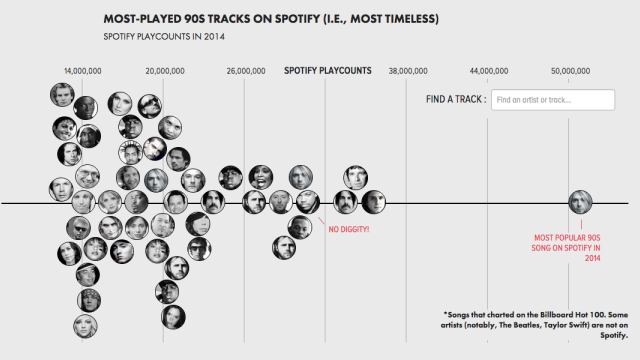 MOST-PLAYED 90S TRACKS ON SPOTIFY (I.E., MOST TIMELESS)
SPOTIFY PLAYCOUNTS IN 2014
14,000,000 20,000,000 26,000,000 SPOTIFY PLAYCOUNTS 38,000,000 44,000,000 50,000,000
FIND A TRACK : Find an artist or track...
NO DIGGITY!
MOST POPULAR 90S
SONG ON SPOTIFY IN
2014
*Songs that charted on the Billboard Hot 100. Some
artists (notably, The Beatles, Taylor Swift) are not on
Spotify.